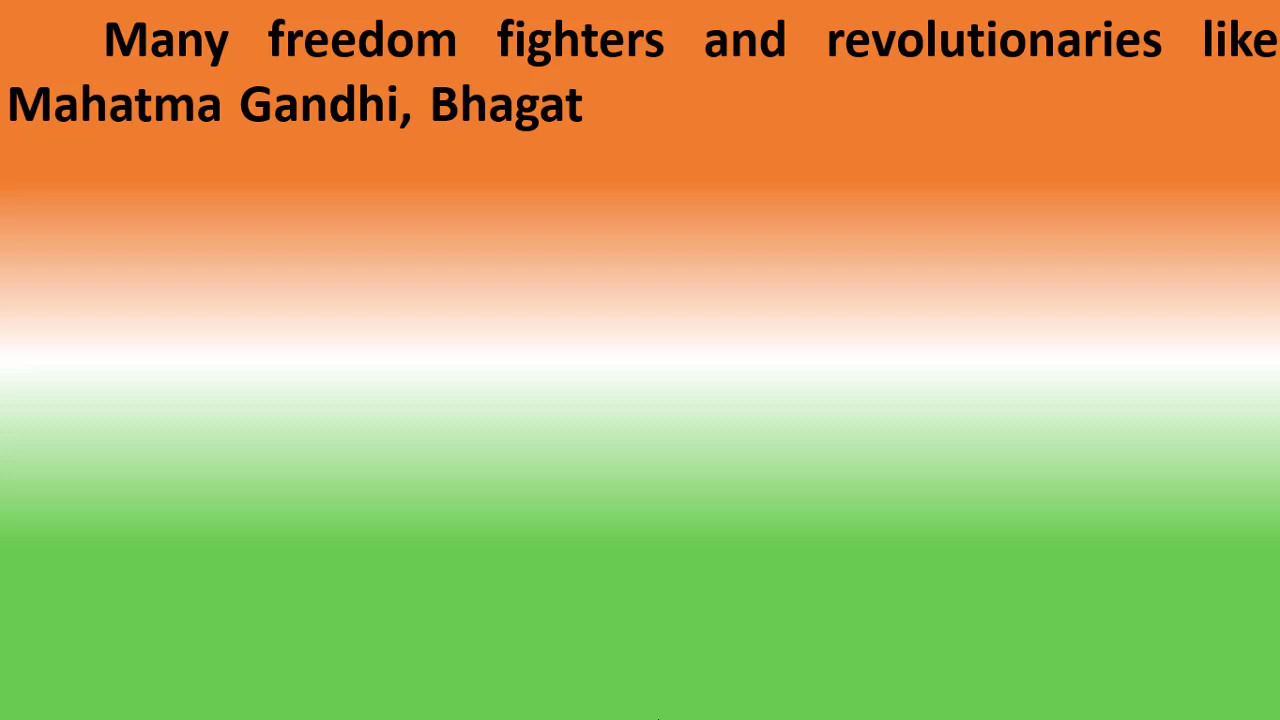 Many freedom fighters and revolutionaries like
Mahatma Gandhi, Bhagat